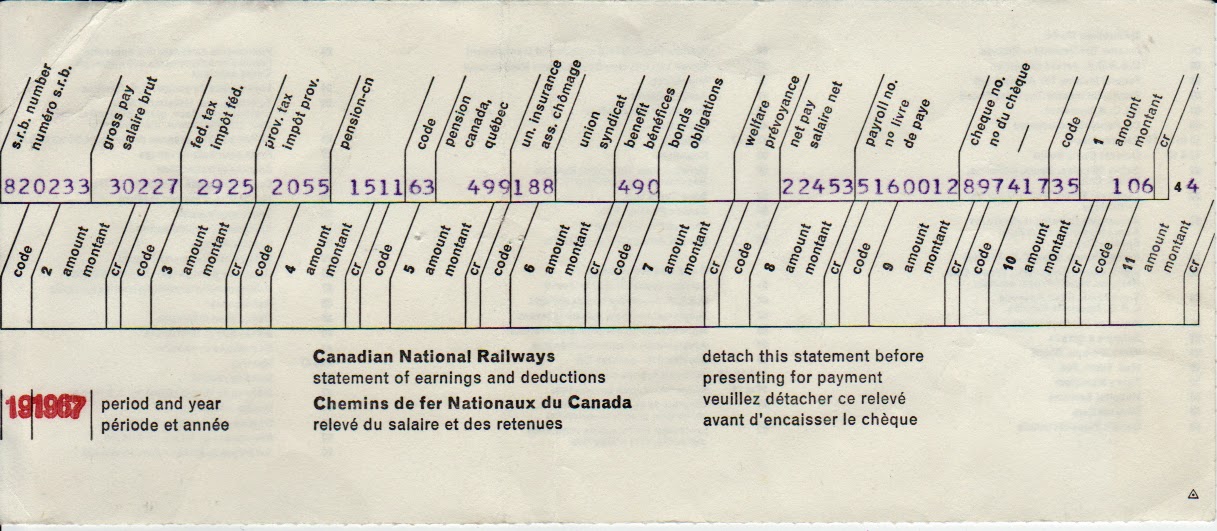 s.r.b. number
numéro s.r.b.
gross pay
salaire brut
fed. tax
impôt féd.
prov. tax
impôt prov.
pension-cn
code
pension
canada,
québec
un. insurance
ass. chômage
union
syndicat
benefit
bénéfices
bonds
obligations
welfare
prévoyance
net pay
salaire net
payroll no.
nº livre
de paye
cheque no.
nº du chèque
code
1
amount
montant
cr
820233 30227 2925 2055 1511 63 499 188 490 22453 5160012 8974173 5 106 4 4
code 2 amount montant cr
code 3 amount montant cr
code 4 amount montant cr
code 5 amount montant cr
code 6 amount montant cr
code 7 amount montant cr
code 8 amount montant cr
code 9 amount montant cr
code 10 amount montant cr
code 11 amount montant cr
Canadian National Railways
statement of earnings and deductions
Chemins de fer Nationaux du Canada
relevé du salaire et des retenues
detach this statement before
presenting for payment
veuillez détacher ce relevé
avant d'encaisser le chèque
19 1967
period and year
période et année